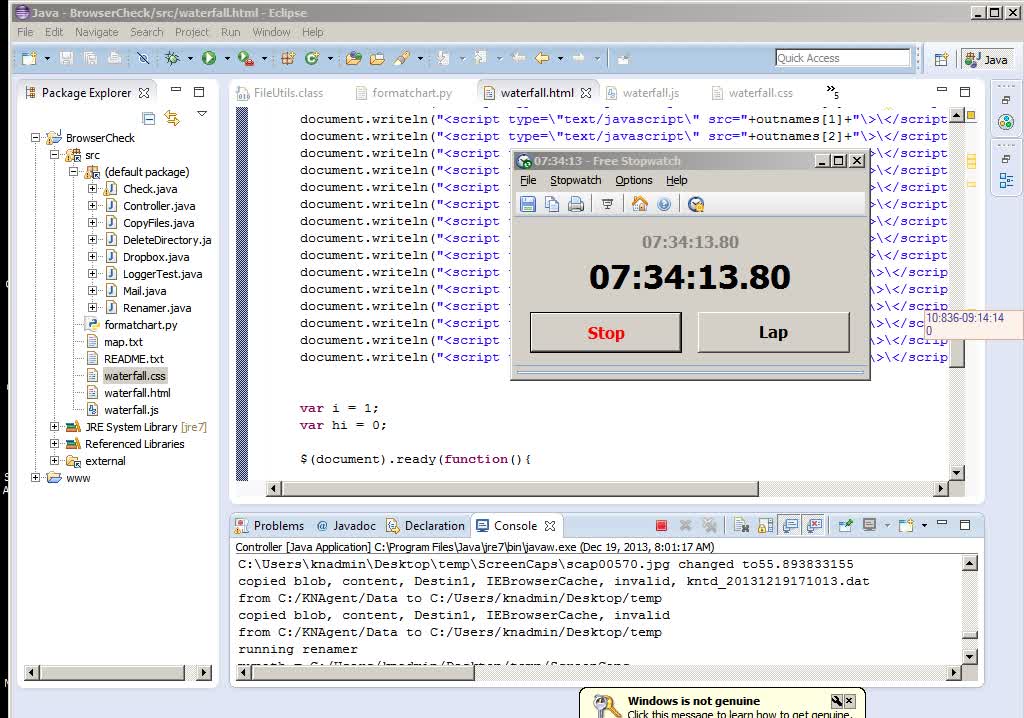 Java - BrowserCheck/src/waterfall.html - Eclipse
File Edit Navigate Search Project Run Window Help
Quick Access
Java
Package Explorer
FileUtils.class formatchart.py waterfall.html waterfall.js waterfall.css »5
BrowserCheck
src
(default package)
Check.java
Controller.java
CopyFiles.java
DeleteDirectory.ja
Dropbox.java
LoggerTest.java
Mail.java
Renamer.java
formatchart.py
map.txt
README.txt
waterfall.css
waterfall.html
waterfall.js
JRE System Library [jre7]
Referenced Libraries
external
www
document.writeln("<script type=\"text/javascript\" src="+outnames[1]+"\>\</script
document.writeln("<script type=\"text/javascript\" src="+outnames[2]+"\>\</script
document.writeln("<script \>\</scrip
document.writeln("<script \>\</scrip
document.writeln("<script \>\</scrip
document.writeln("<script \>\</scrip
document.writeln("<script \>\</scrip
document.writeln("<script \>\</scrip
document.writeln("<script \>\</scrip
document.writeln("<script \>\</scrip
document.writeln("<script \>\</scrip
document.writeln("<script \>\</scrip
document.writeln("<script \>\</scrip
document.writeln("<script \>\</scrip
document.writeln("<script \>\</scrip
var i = 1;
var hi = 0;
$(document).ready(function(){
07:34:13 - Free Stopwatch
File Stopwatch Options Help
07:34:13.80
07:34:13.80
Stop Lap
10:836-09:14:14
0
Problems @ Javadoc Declaration Console
Controller [Java Application] C:\Program Files\Java\jre7\bin\javaw.exe (Dec 19, 2013, 8:01:17 AM)
C:\Users\knadmin\Desktop\temp\ScreenCaps\scap00570.jpg changed to55.893833155
copied blob, content, Destin1, IEBrowserCache, invalid, kntd_20131219171013.dat
from C:/KNAgent/Data to C:/Users/knadmin/Desktop/temp
copied blob, content, Destin1, IEBrowserCache, invalid
from C:/KNAgent/Data to C:/Users/knadmin/Desktop/temp
running renamer
Windows is not genuine
Click this message to learn how to get genuine.